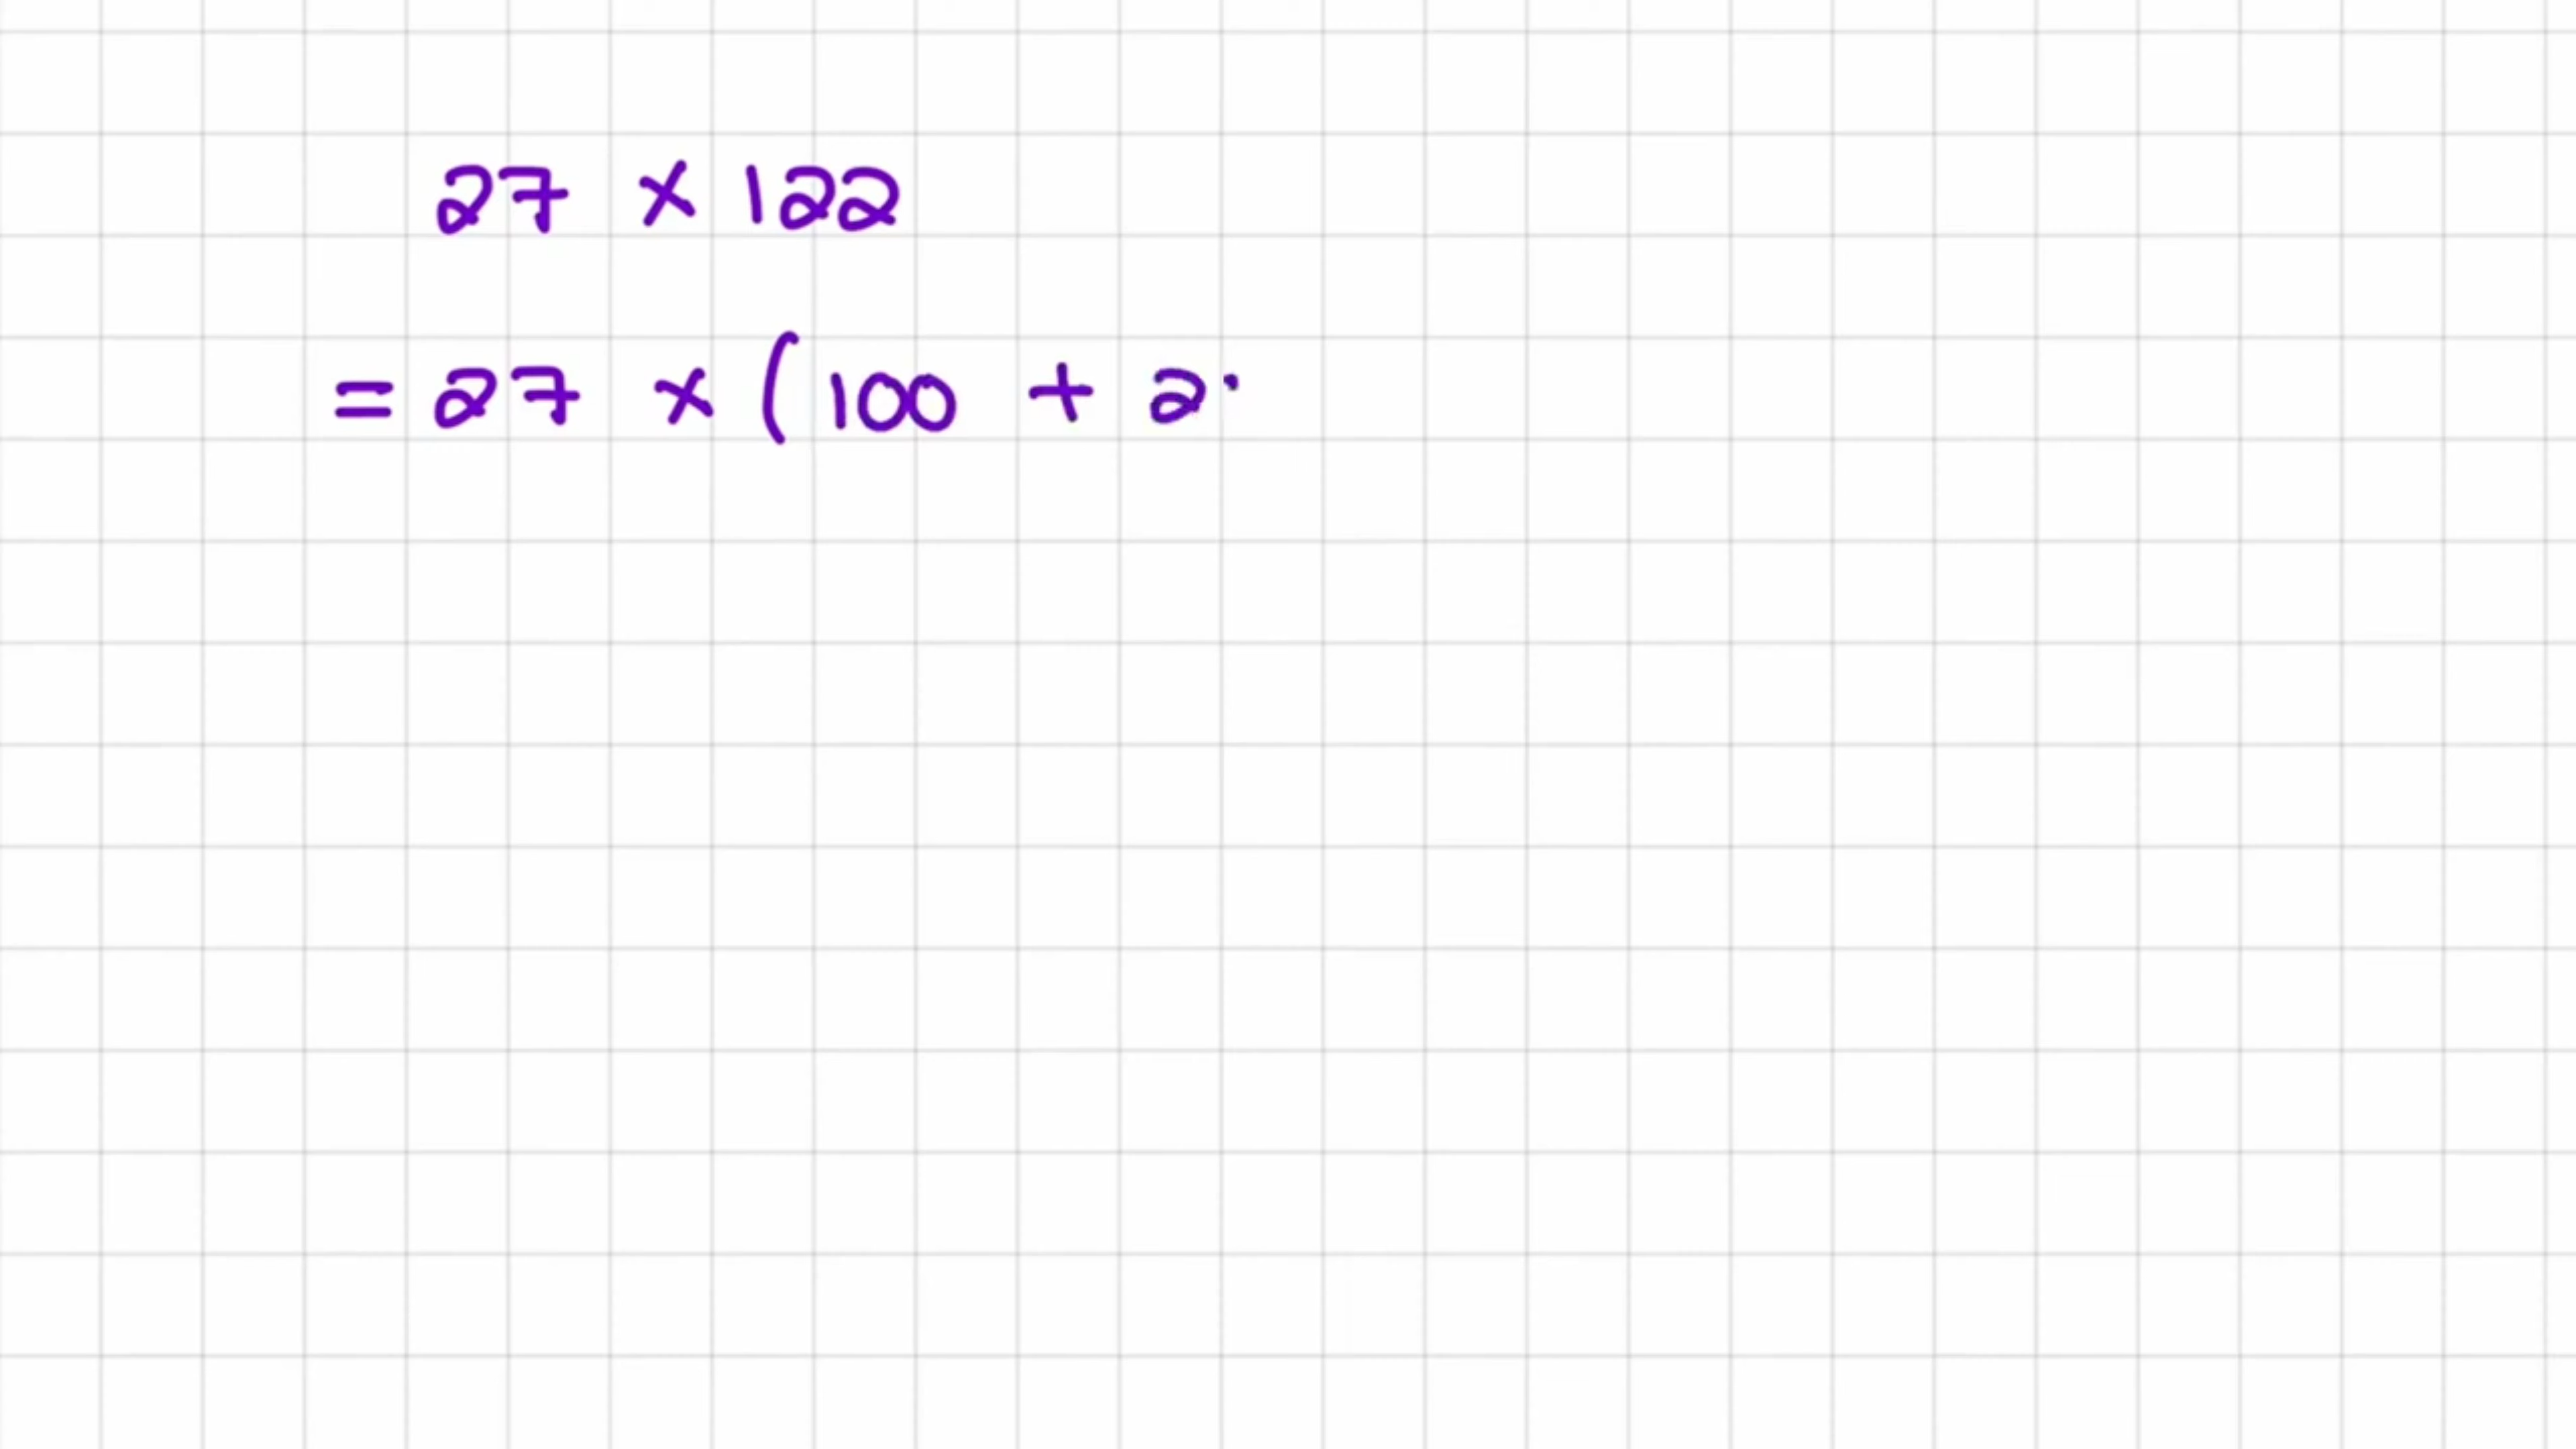 27 × 122
= 27 × (100 + 2